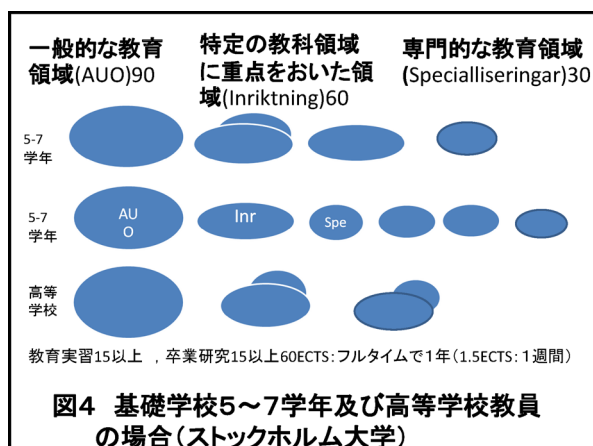 一般的な教育
領域(AUO)90
特定の教科領域
に重点をおいた領
域(Inriktning)60
専門的な教育領域
(Specialliseringar)30
5-7
学年
5-7
学年
AU
O
Inr
Spe
高等
学校
教育実習15以上 ，卒業研究15以上60ECTS：フルタイムで１年（1.5ECTS：１週間）
図４ 基礎学校５～７学年及び高等学校教員
の場合（ストックホルム大学）